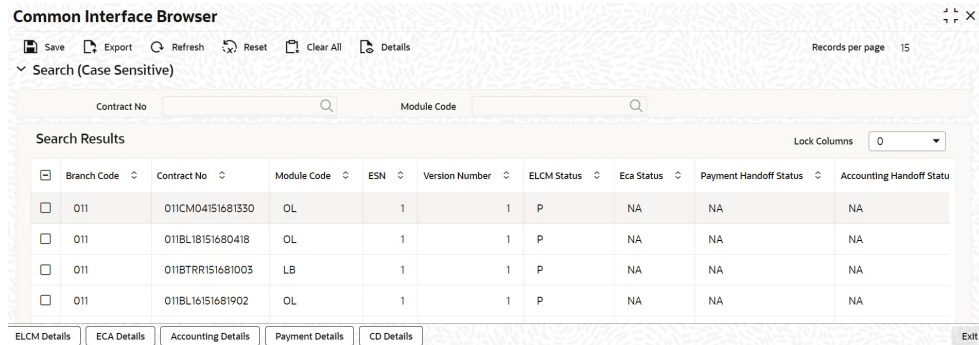 Common Interface Browser
Save Export Refresh Reset Clear All Details Records per page 15
Search (Case Sensitive)
Contract No Module Code
Search Results Lock Columns 0
Branch Code Contract No Module Code ESN Version Number ELCM Status Eca Status Payment Handoff Status Accounting Handoff Statu
011 011CM04151681330 OL 1 1 P NA NA NA
011 011BL18151680418 OL 1 1 P NA NA NA
011 011BTRR151681003 LB 1 1 P NA NA NA
011 011BL16151681902 OL 1 1 P NA NA NA
ELCM Details ECA Details Accounting Details Payment Details CD Details Exit